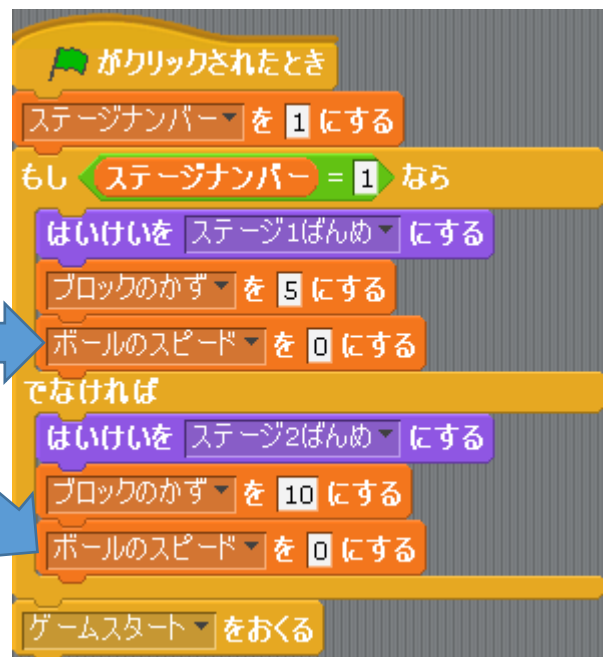 がクリックされたとき
ステージナンバー を 1 にする
もし ステージナンバー = 1 なら
はいけいを ステージ1ばんめ にする
ブロックのかず を 5 にする
ボールのスピード を 0 にする
でなければ
はいけいを ステージ2ばんめ にする
ブロックのかず を 10 にする
ボールのスピード を 0 にする
ゲームスタート をおくる